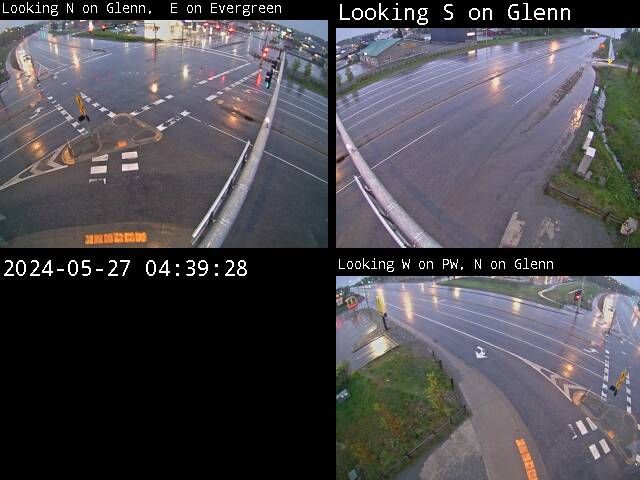 Looking N on Glenn,  E on Evergreen
Looking S on Glenn
2024-05-27 04:39:28
Looking W on PW, N on Glenn